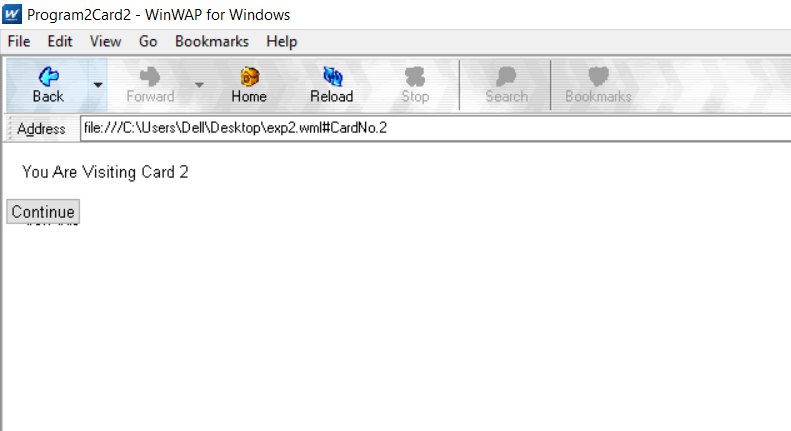 Program2Card2 - WinWAP for Windows
File Edit View Go Bookmarks Help
Back Forward Home Reload Stop Search Bookmarks
Address file:///C:\Users\Dell\Desktop\exp2.wml#CardNo.2
You Are Visiting Card 2
Continue